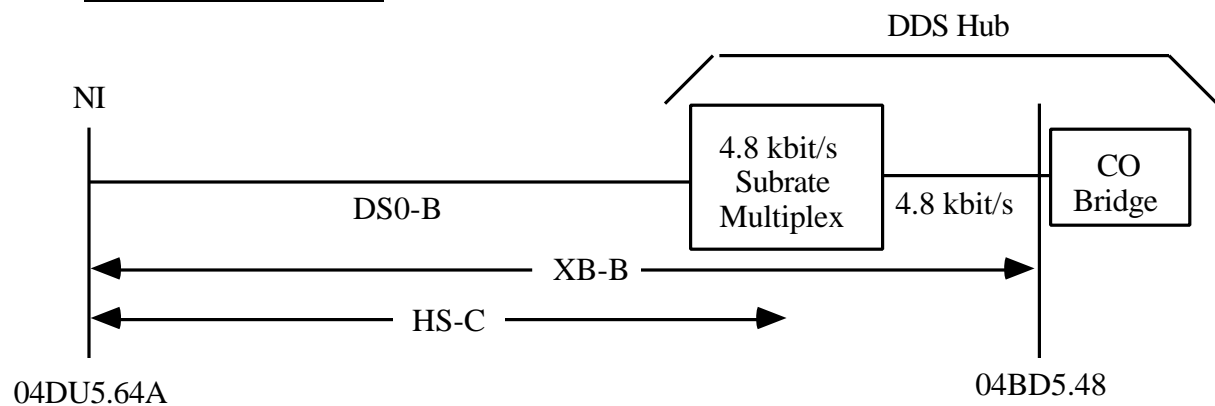 DDS Hub
NI
4.8 kbit/s
Subrate
Multiplex
CO
Bridge
DS0-B
4.8 kbit/s
XB-B
HS-C
04DU5.64A
04BD5.48